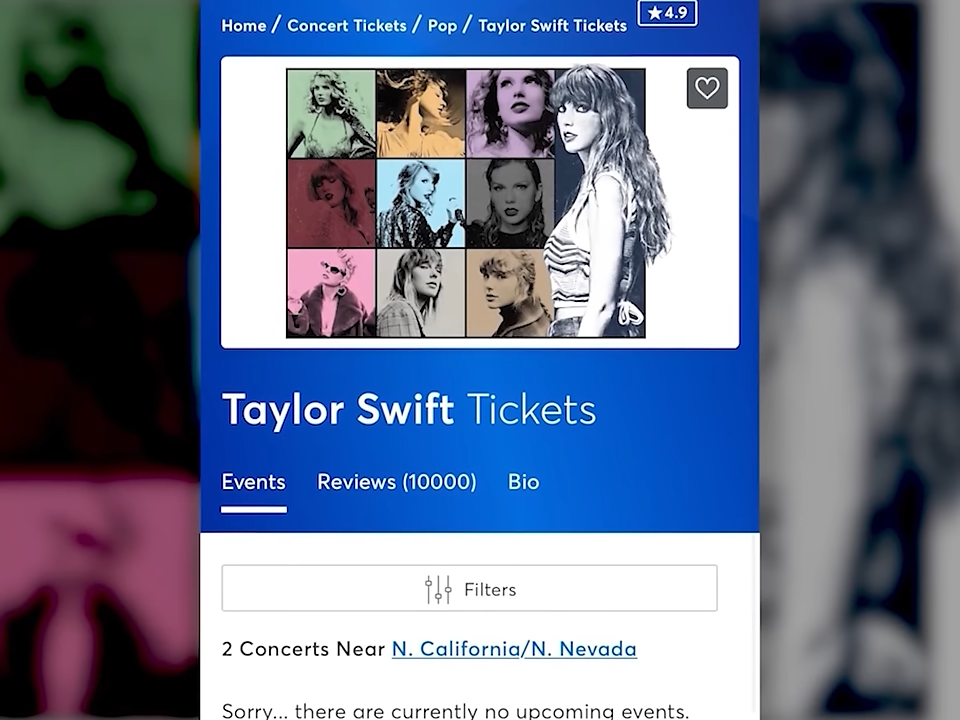 Home / Concert Tickets / Pop / Taylor Swift Tickets ★4.9
Taylor Swift Tickets
Events Reviews (10000) Bio
Filters
2 Concerts Near N. California/N. Nevada
Sorry... there are currently no upcoming events.